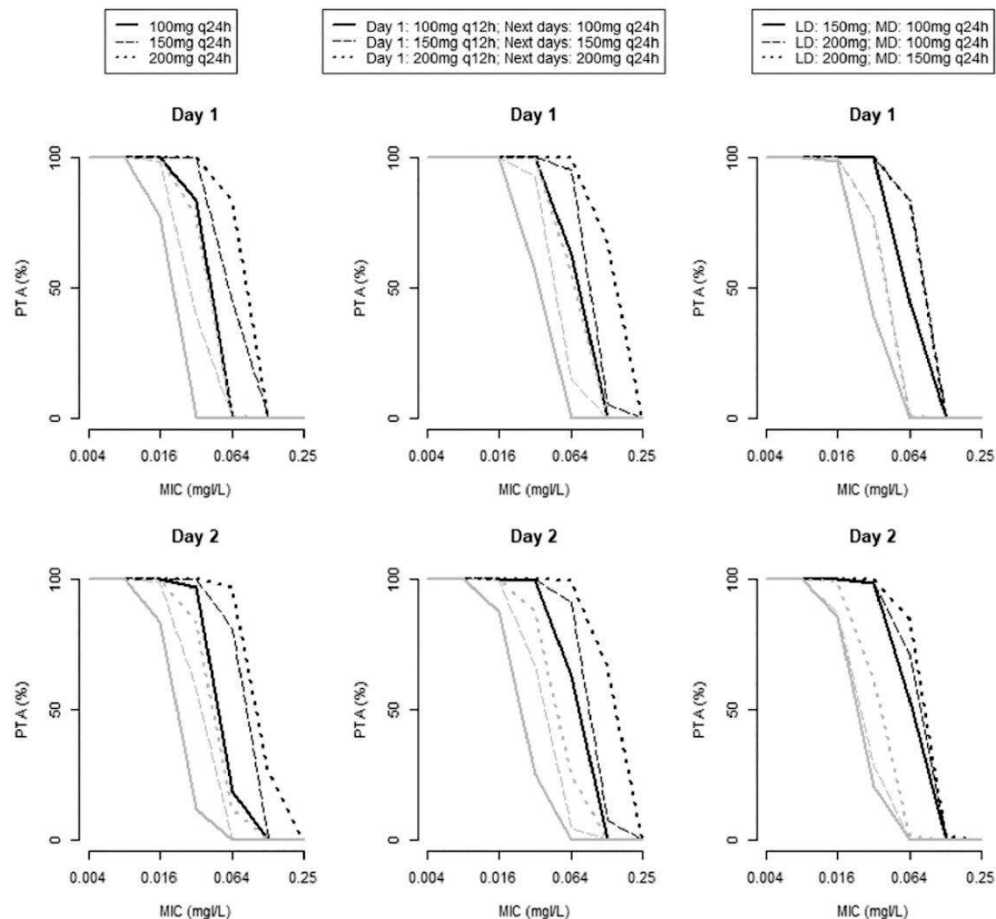 100mg q24h
150mg q24h
200mg q24h
Day 1: 100mg q12h; Next days: 100mg q24h
Day 1: 150mg q12h; Next days: 150mg q24h
Day 1: 200mg q12h; Next days: 200mg q24h
LD: 150mg; MD: 100mg q24h
LD: 200mg; MD: 100mg q24h
LD: 200mg; MD: 150mg q24h
Day 1
PTA (%)
100
50
0
0.004 0.016 0.064 0.25
MIC (mgl/L)
Day 1
PTA (%)
100
50
0
0.004 0.016 0.064 0.25
MIC (mgl/L)
Day 1
PTA (%)
100
50
0
0.004 0.016 0.064 0.25
MIC (mgl/L)
Day 2
PTA (%)
100
50
0
0.004 0.016 0.064 0.25
MIC (mgl/L)
Day 2
PTA (%)
100
50
0
0.004 0.016 0.064 0.25
MIC (mgl/L)
Day 2
PTA (%)
100
50
0
0.004 0.016 0.064 0.25
MIC (mgl/L)